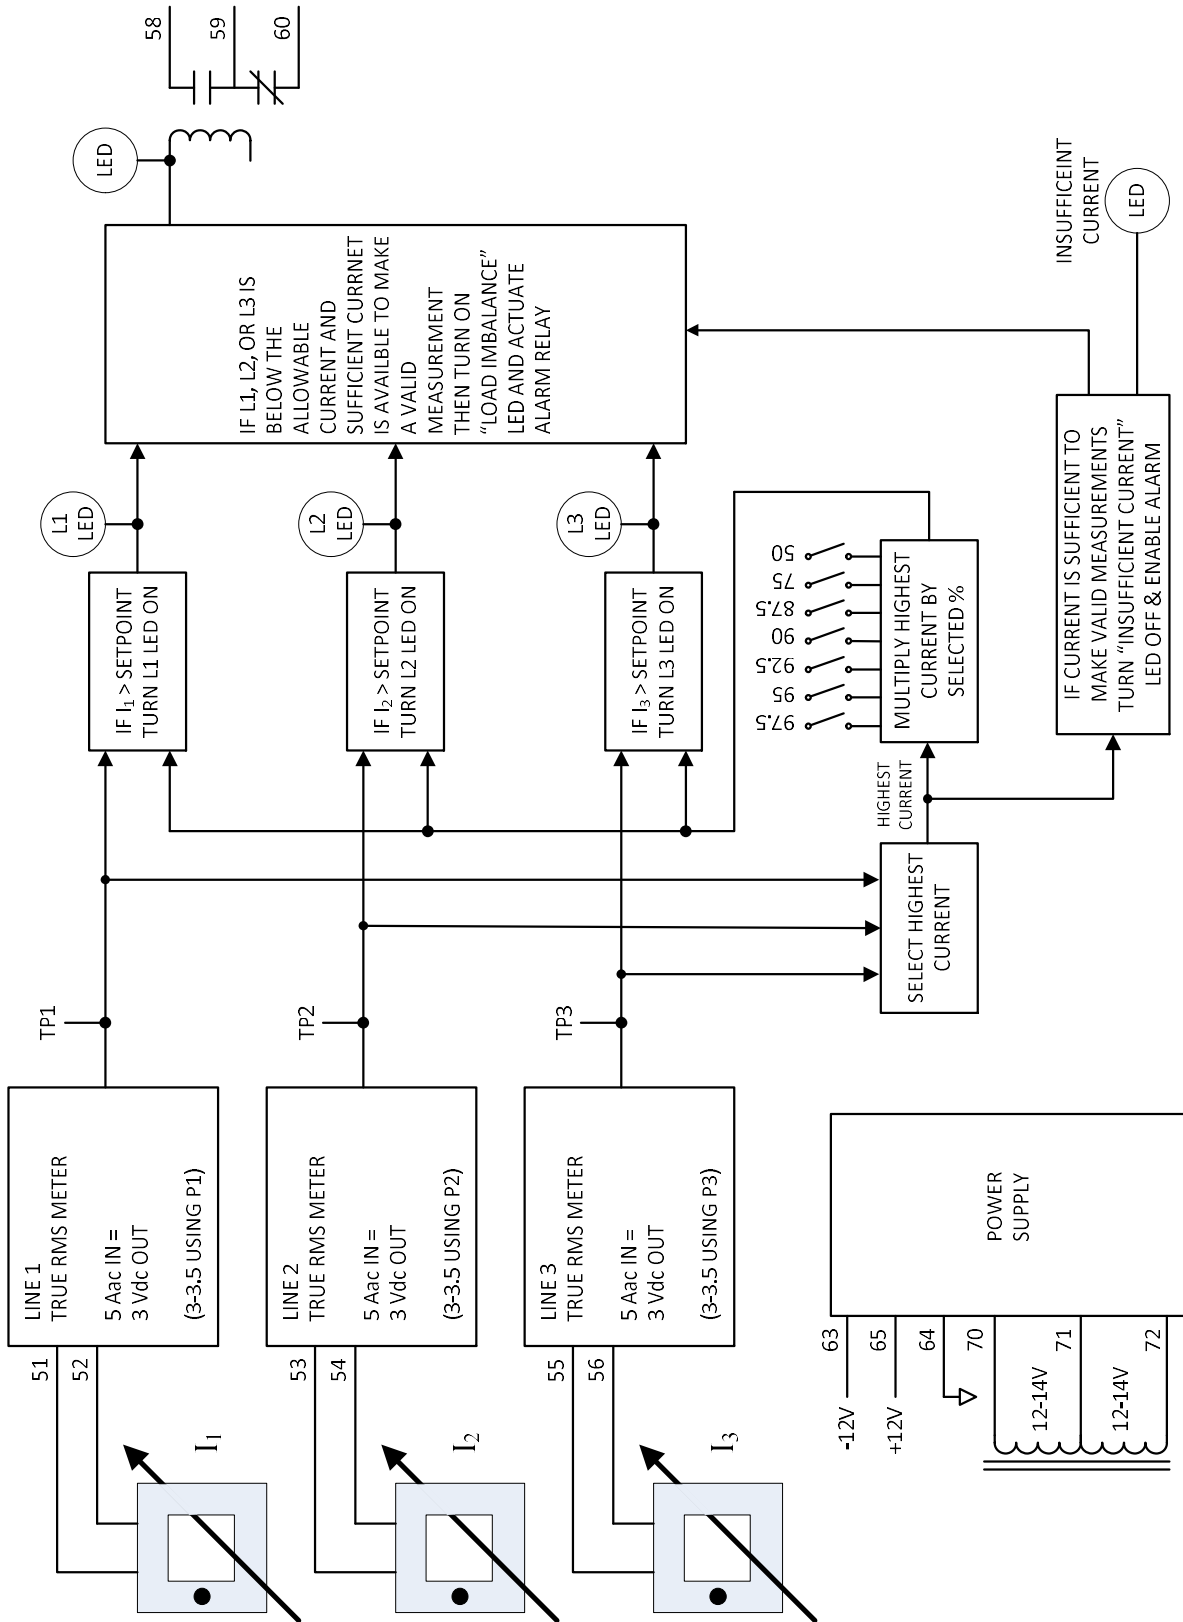 LINE 1
TRUE RMS METER
5 Aac IN =
3 Vdc OUT
(3-3.5 USING P1)
51
52
I1
TP1
IF I1 > SETPOINT
TURN L1 LED ON
L1
LED
LINE 2
TRUE RMS METER
5 Aac IN =
3 Vdc OUT
(3-3.5 USING P2)
53
54
I2
TP2
IF I2 > SETPOINT
TURN L2 LED ON
L2
LED
LINE 3
TRUE RMS METER
5 Aac IN =
3 Vdc OUT
(3-3.5 USING P3)
55
56
I3
TP3
IF I3 > SETPOINT
TURN L3 LED ON
L3
LED
IF L1, L2, OR L3 IS
BELOW THE
ALLOWABLE
CURRENT AND
SUFFICIENT CURRNET
IS AVAILBLE TO MAKE
A VALID
MEASUREMENT
THEN TURN ON
“LOAD IMBALANCE”
LED AND ACTUATE
ALARM RELAY
LED
58
59
60
SELECT HIGHEST
CURRENT
HIGHEST
CURRENT
97.5
95
92.5
90
87.5
75
50
MULTIPLY HIGHEST
CURRENT BY
SELECTED %
IF CURRENT IS SUFFICIENT TO
MAKE VALID MEASUREMENTS
TURN “INSUFFICIENT CURRENT”
LED OFF & ENABLE ALARM
INSUFFICEINT
CURRENT
LED
POWER
SUPPLY
-12V
63
+12V
65
64
70
12-14V
71
12-14V
72